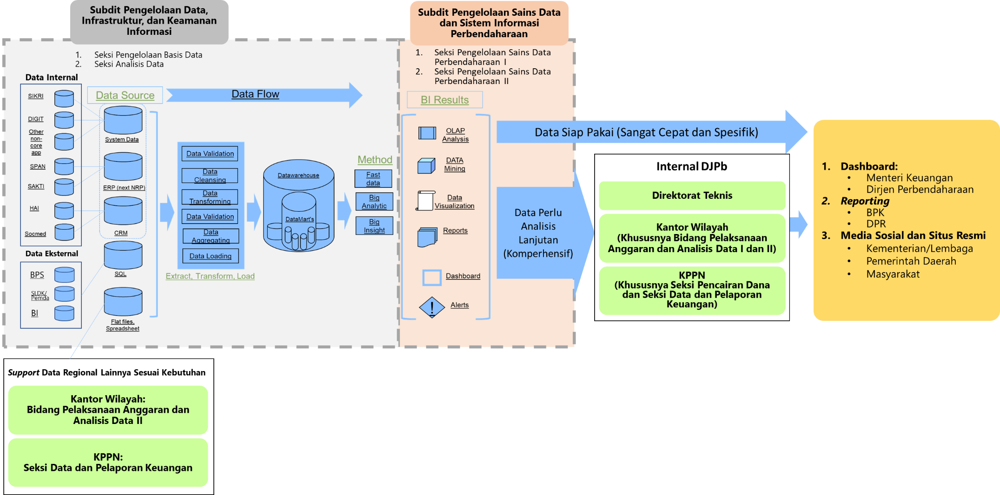 Subdit Pengelolaan Data,
Infrastruktur, dan Keamanan
Informasi
1. Seksi Pengelolaan Basis Data
2. Seksi Analisis Data
Data Internal
SIKRI
DIGIT
Other
non-
core
app
SPAN
SAKTI
HAI
Socmed
Data Eksternal
BPS
SLDK/
Pemda
BI
Data Source
System Data
ERP (next NRP)
CRM
SQL
Flat files,
Spreadsheet
Data Flow
Data Validation
Data
Cleansing
Data
Transforming
Data Validation
Data
Aggregating
Data Loading
Extract, Transform, Load
Datawarehouse
DataMart's
Method
Fast
data
Big
Analytic
Big
Insight
Subdit Pengelolaan Sains Data
dan Sistem Informasi
Perbendaharaan
1. Seksi Pengelolaan Sains Data
Perbendaharaan I
2. Seksi Pengelolaan Sains Data
Perbendaharaan II
BI Results
OLAP
Analysis
DATA
Mining
Data
Visualization
Reports
Dashboard
!
Alerts
Data Siap Pakai (Sangat Cepat dan Spesifik)
Data Perlu
Analisis
Lanjutan
(Komperhensif)
Internal DJPb
Direktorat Teknis
Kantor Wilayah
(Khususnya Bidang Pelaksanaan
Anggaran dan Analisis Data I dan II)
KPPN
(Khususnya Seksi Pencairan Dana
dan Seksi Data dan Pelaporan
Keuangan)
1. Dashboard:
• Menteri Keuangan
• Dirjen Perbendaharaan
2. Reporting
• BPK
• DPR
3. Media Sosial dan Situs Resmi
• Kementerian/Lembaga
• Pemerintah Daerah
• Masyarakat
Support Data Regional Lainnya Sesuai Kebutuhan
Kantor Wilayah:
Bidang Pelaksanaan Anggaran dan
Analisis Data II
KPPN:
Seksi Data dan Pelaporan Keuangan